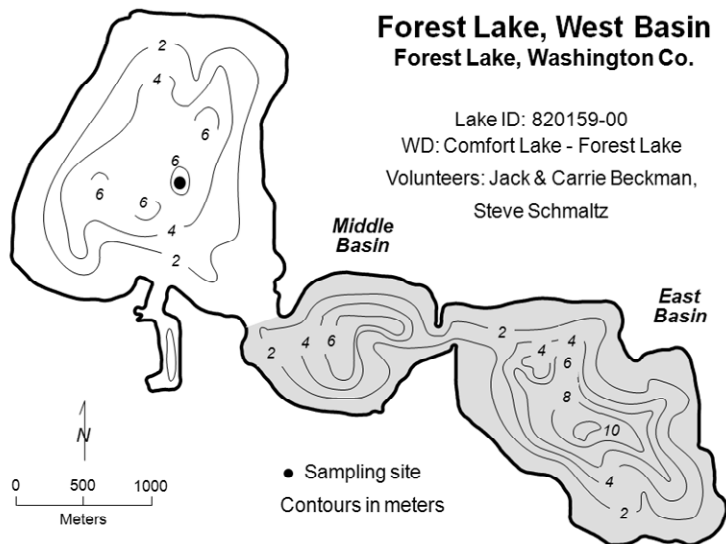 Forest Lake, West Basin
Forest Lake, Washington Co.
Lake ID: 820159-00
WD: Comfort Lake - Forest Lake
Volunteers: Jack & Carrie Beckman,
Steve Schmaltz
2
4
6
6
6
6
4
2
Middle
Basin
2 4 6
East
Basin
2
4 4
6
8
10
4
2
N
0 500 1000
Meters
Sampling site
Contours in meters